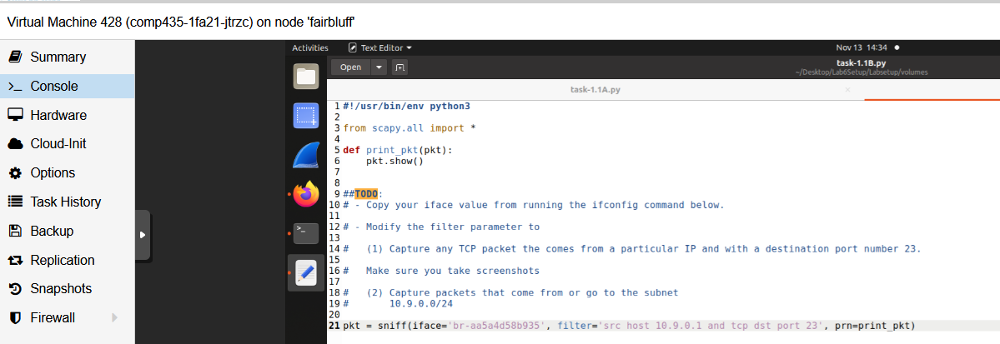 Virtual Machine 428 (comp435-1fa21-jtrzc) on node 'fairbluff'
Summary
Console
Hardware
Cloud-Init
Options
Task History
Backup
Replication
Snapshots
Firewall
Activities Text Editor Nov 13 14:34
Open task-1.1B.py
~/Desktop/Lab6Setup/Labsetup/volumes
task-1.1A.py
1 #!/usr/bin/env python3
2
3 from scapy.all import *
4
5 def print_pkt(pkt):
6     pkt.show()
7
8
9 ##TODO:
10 # - Copy your iface value from running the ifconfig command below.
11
12 # - Modify the filter parameter to
13
14 #   (1) Capture any TCP packet the comes from a particular IP and with a destination port number 23.
15
16 #   Make sure you take screenshots
17
18 #   (2) Capture packets that come from or go to the subnet
19 #       10.9.0.0/24
20
21 pkt = sniff(iface='br-aa5a4d58b935', filter='src host 10.9.0.1 and tcp dst port 23', prn=print_pkt)